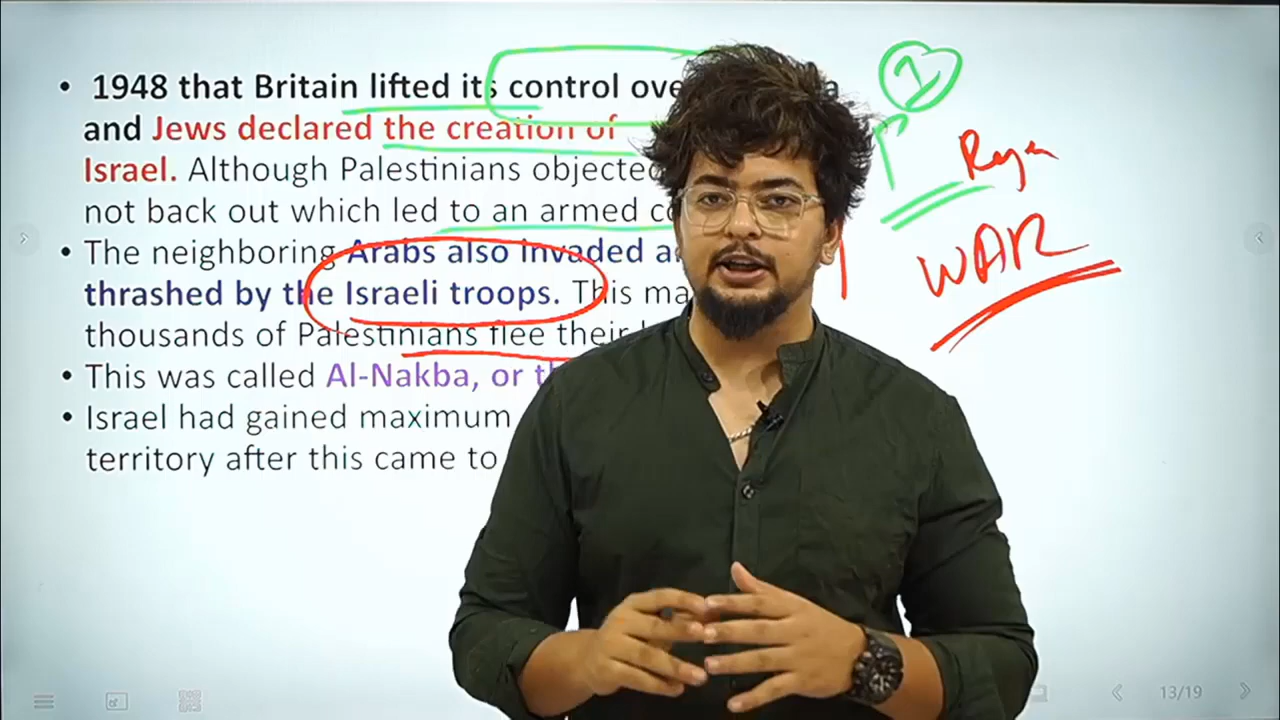 • 1948 that Britain lifted its control ove
and Jews declared the creation of
Israel. Although Palestinians objected
not back out which led to an armed
• The neighboring Arabs also invaded
thrashed by the Israeli troops. This
thousands of Palestinians flee their
• This was called Al-Nakba, or
• Israel had gained maximum
territory after this came to
1
WAR
13/19